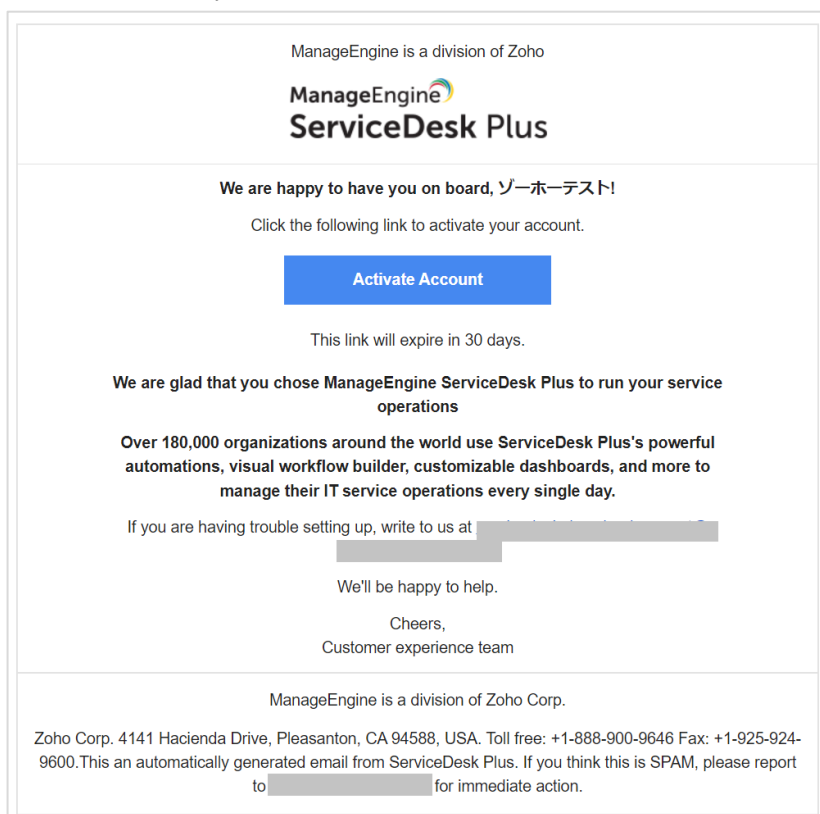 ManageEngine is a division of Zoho
ManageEngine
ServiceDesk Plus
We are happy to have you on board, ゾーホーテスト!
Click the following link to activate your account.
Activate Account
This link will expire in 30 days.
We are glad that you chose ManageEngine ServiceDesk Plus to run your service
operations
Over 180,000 organizations around the world use ServiceDesk Plus's powerful
automations, visual workflow builder, customizable dashboards, and more to
manage their IT service operations every single day.
If you are having trouble setting up, write to us at
We'll be happy to help.
Cheers,
Customer experience team
ManageEngine is a division of Zoho Corp.
Zoho Corp. 4141 Hacienda Drive, Pleasanton, CA 94588, USA. Toll free: +1-888-900-9646 Fax: +1-925-924-
9600.This an automatically generated email from ServiceDesk Plus. If you think this is SPAM, please report
to for immediate action.